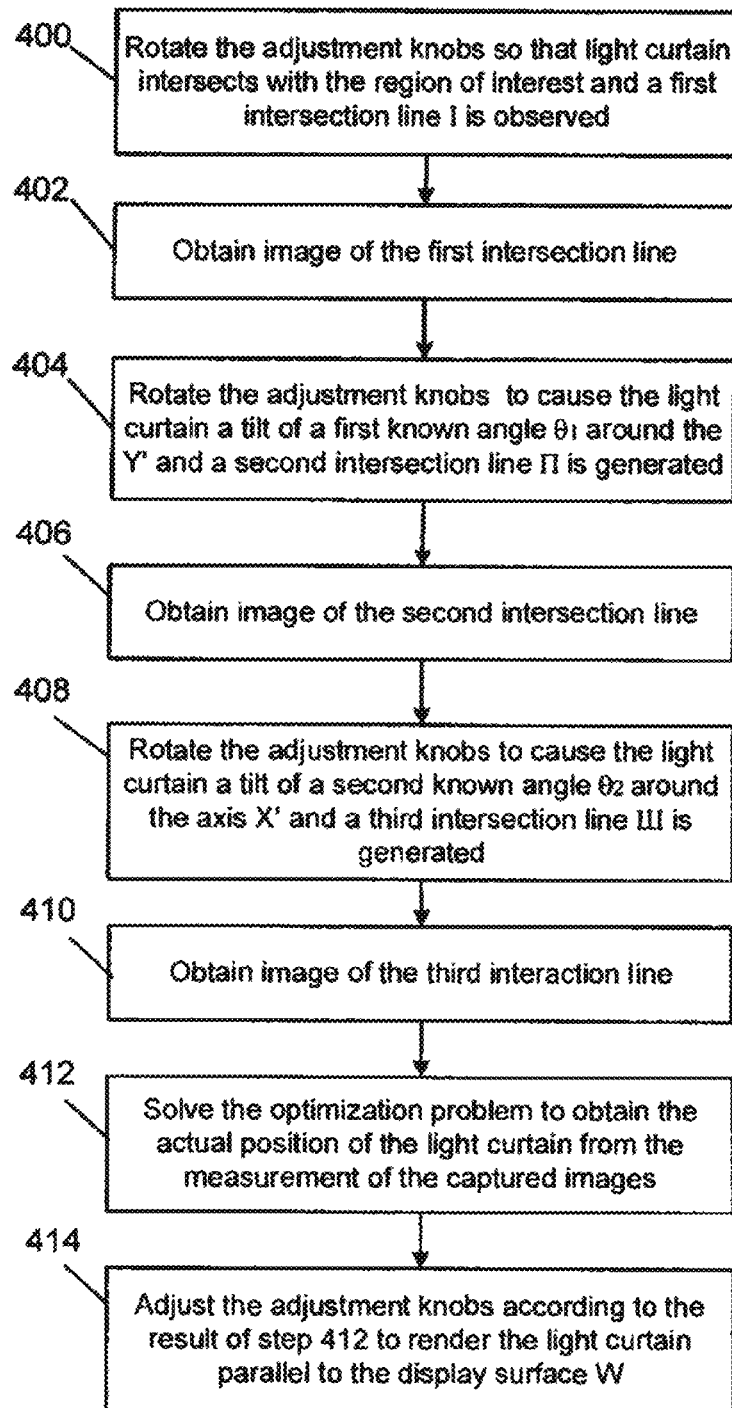 400
Rotate the adjustment knobs so that light curtain
intersects with the region of interest and a first
intersection line I is observed
402
Obtain image of the first intersection line
404
Rotate the adjustment knobs to cause the light
curtain a tilt of a first known angle θ1 around the
Y' and a second intersection line П is generated
406
Obtain image of the second intersection line
408
Rotate the adjustment knobs to cause the light
curtain a tilt of a second known angle θ2 around
the axis X' and a third intersection line Ш is
generated
410
Obtain image of the third interaction line
412
Solve the optimization problem to obtain the
actual position of the light curtain from the
measurement of the captured images
414
Adjust the adjustment knobs according to the
result of step 412 to render the light curtain
parallel to the display surface W